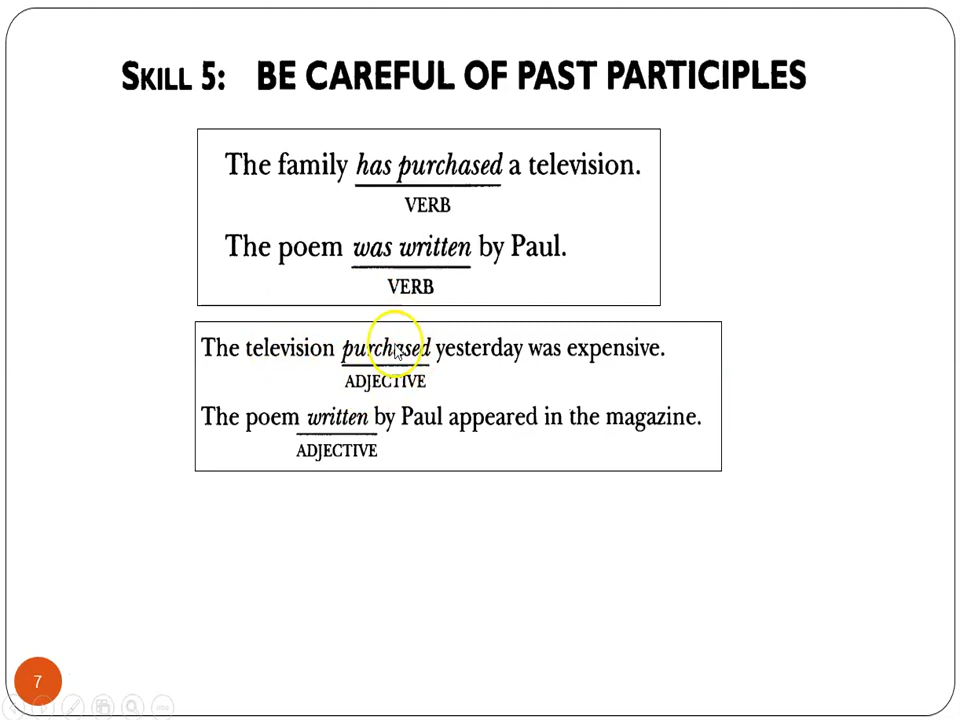 SKILL 5: BE CAREFUL OF PAST PARTICIPLES
The family has purchased a television.
VERB
The poem was written by Paul.
VERB
The television purchased yesterday was expensive.
ADJECTIVE
The poem written by Paul appeared in the magazine.
ADJECTIVE
7